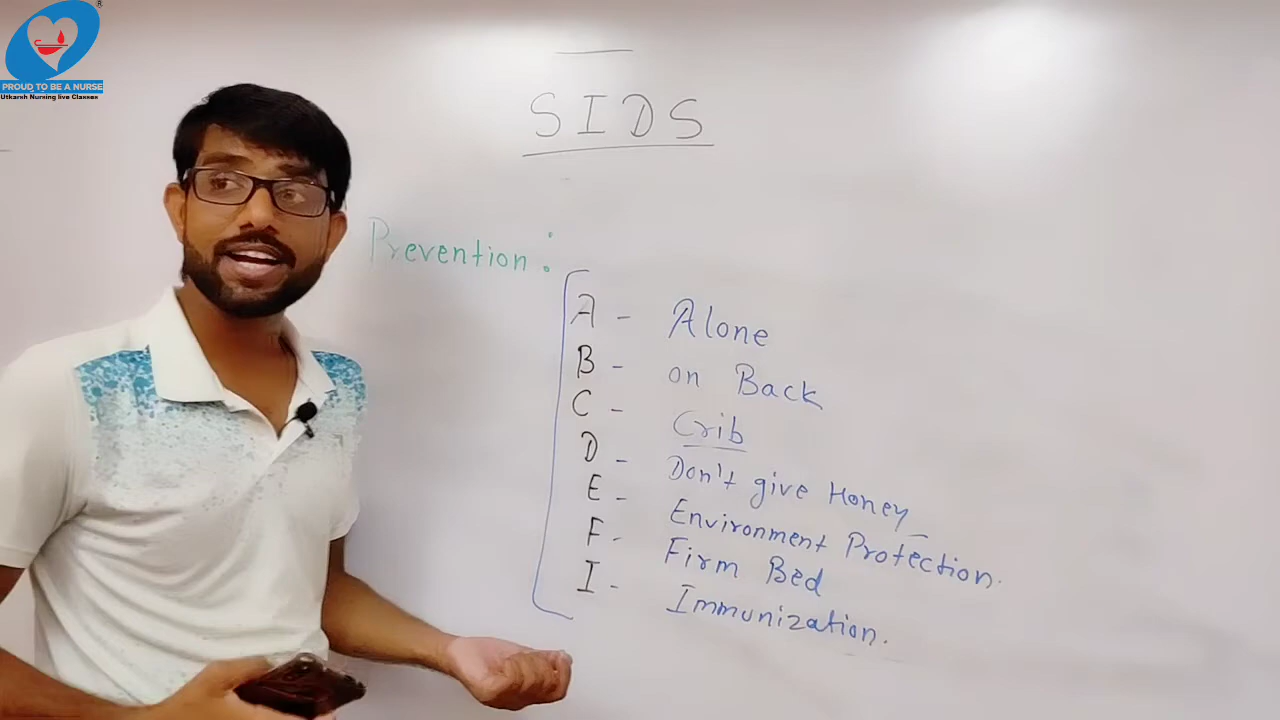 PROUD TO BE A NURSE
Utkarsh Nursing live Classes
SIDS
Prevention :
A - Alone
B - on Back
C - Crib
D - Don't give Honey
E - Environment Protection.
F - Firm Bed
I - Immunization.